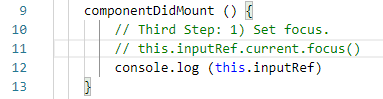 9 componentDidMount () {
10 // Third Step: 1) Set focus.
11 // this.inputRef.current.focus()
12 console.log (this.inputRef)
13 }